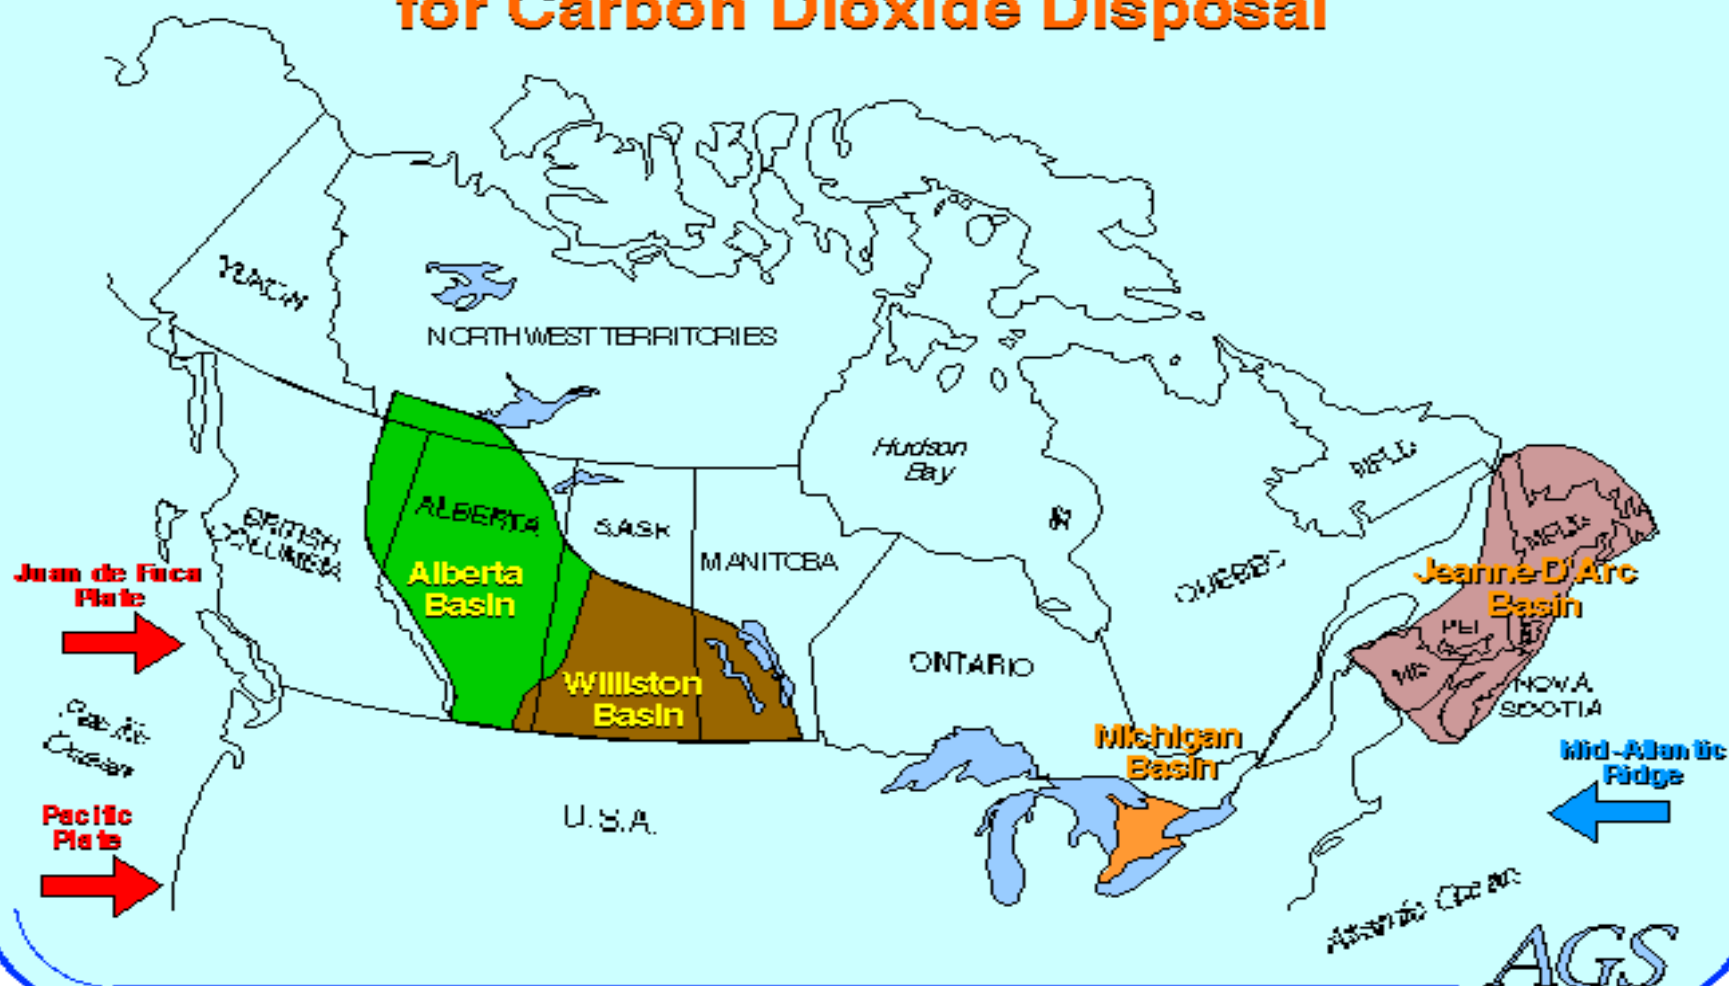 for Carbon Dioxide Disposal
YUKON
NORTHWEST TERRITORIES
Hudson
Bay
NFLD
ALBERTA
SASK
BRITISH
COLUMBIA
MANITOBA
NFLD
Juan de Fuca
Plate
Alberta
Basin
QUEBEC
Jeanne-D'Arc
Basin
PEI
ONTARIO
Williston
Basin
NB
NOVA
SCOTIA
Pacific
Ocean
Michigan
Basin
Mid-Atlantic
Ridge
U.S.A.
Pacific
Plate
Atlantic Ocean
AGS